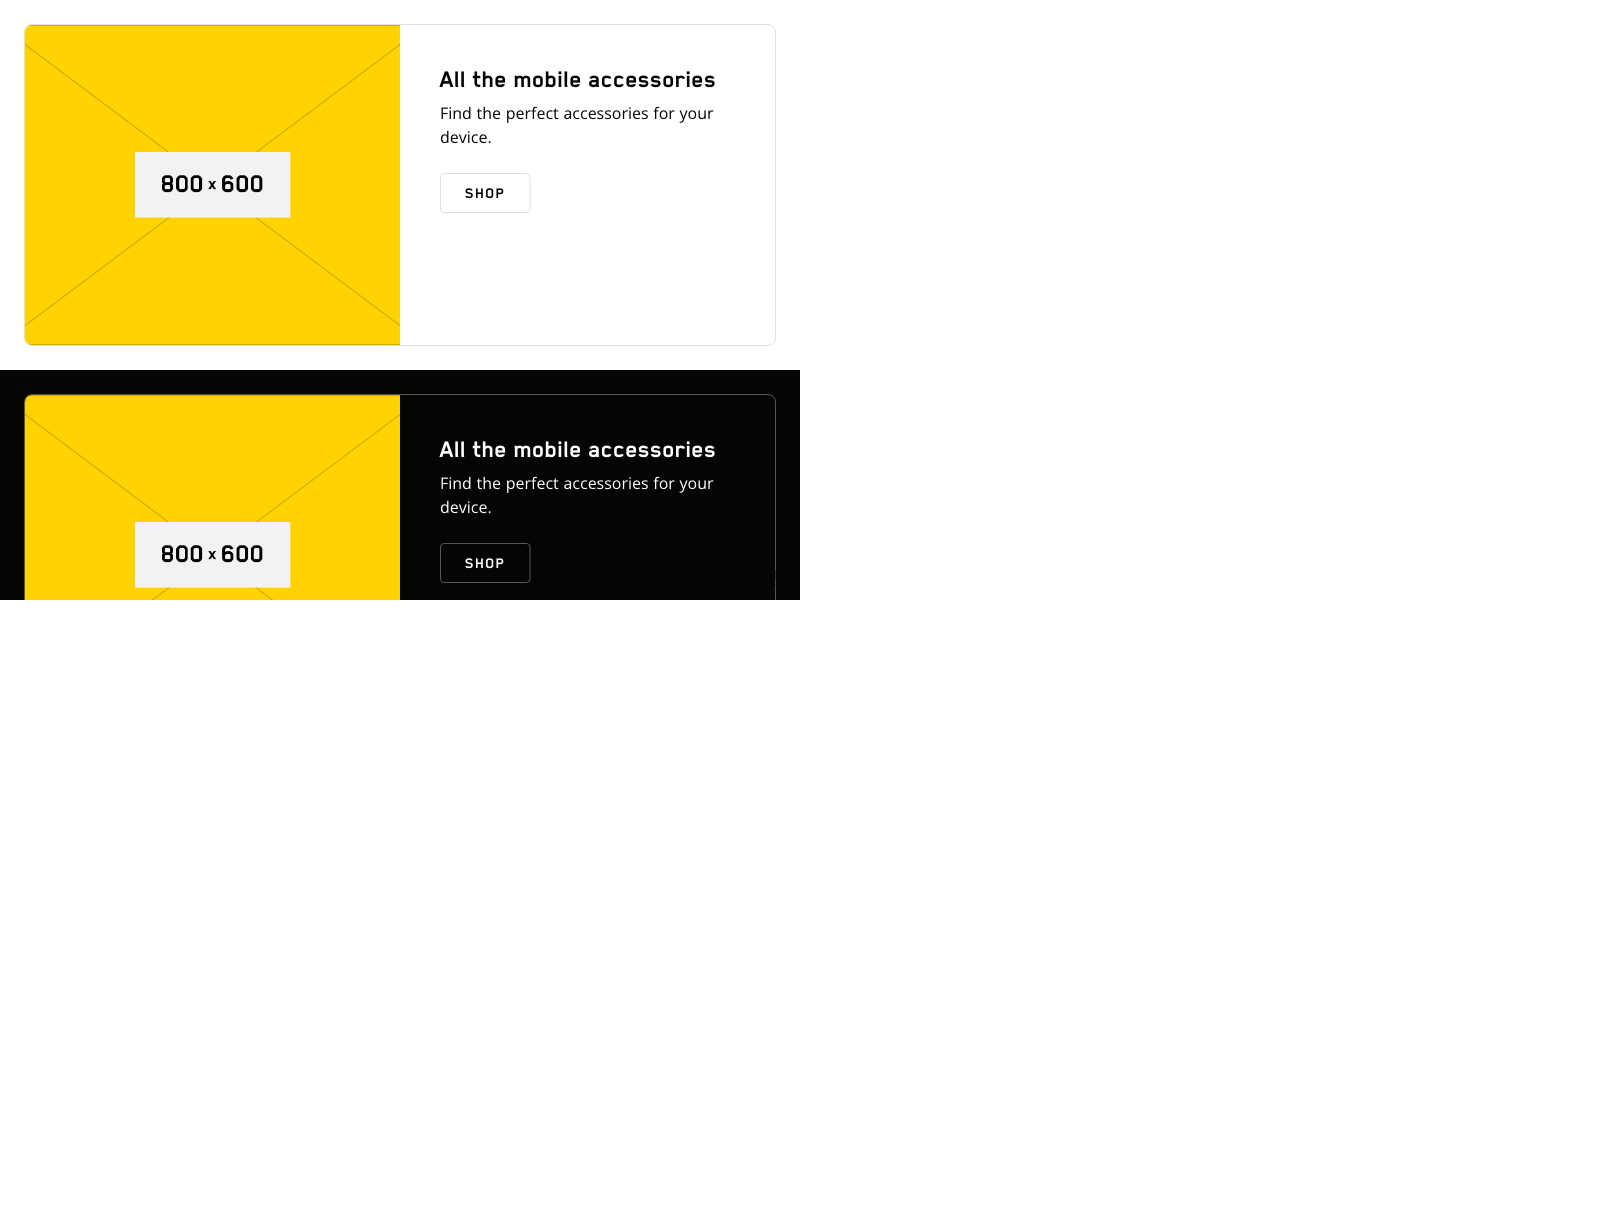 All the mobile accessories
Find the perfect accessories for your
device.
800 x 600
SHOP
All the mobile accessories
Find the perfect accessories for your
device.
800 x 600
SHOP